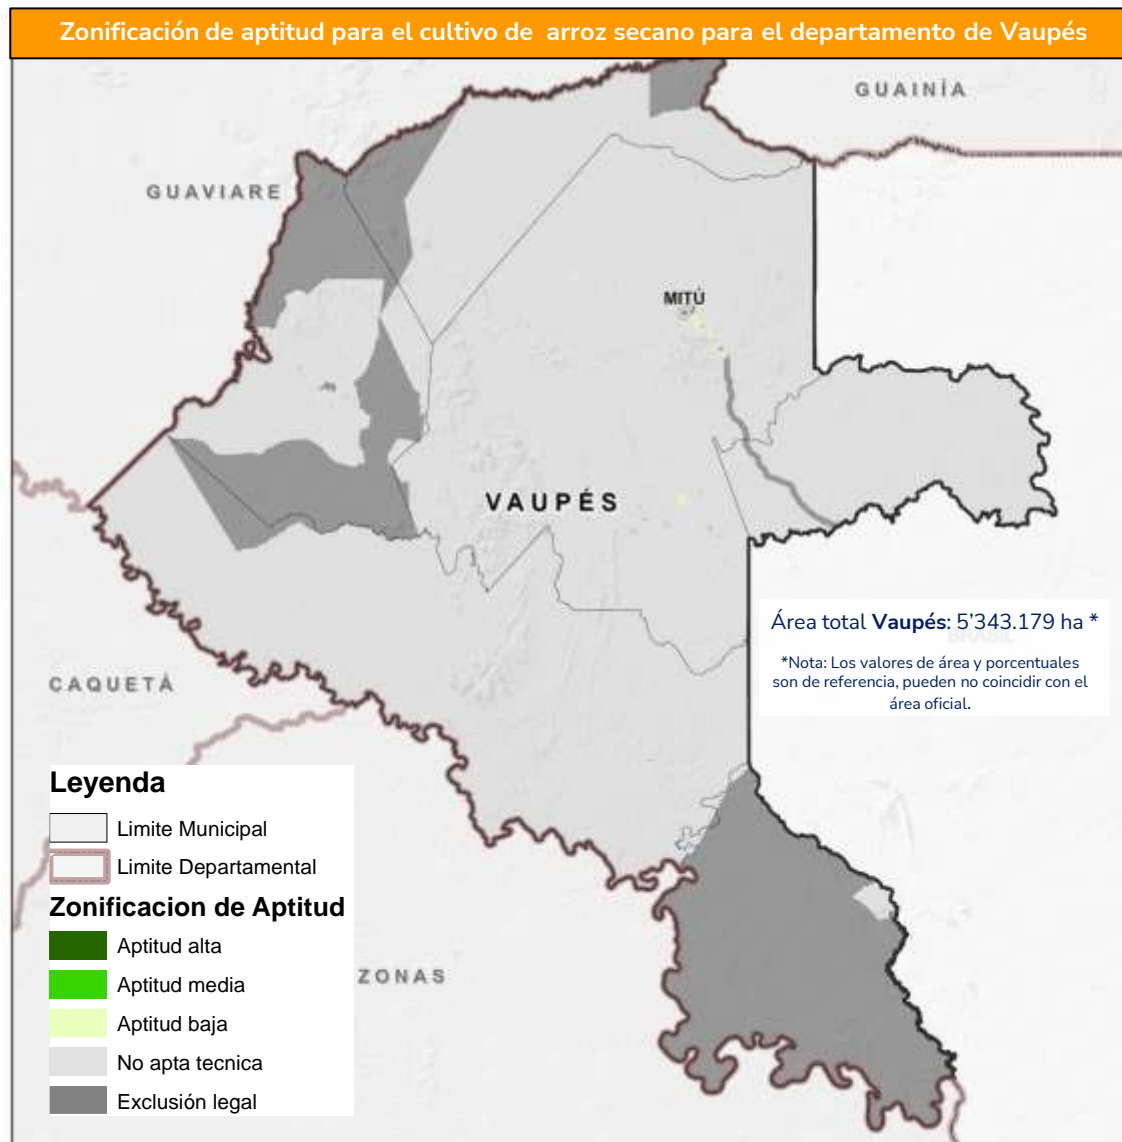 Zonificación de aptitud para el cultivo de arroz secano para el departamento de Vaupés
GUAINÍA
GUAVIARE
MITÚ
VAUPÉS
Área total Vaupés: 5'343.179 ha *
BRASIL
*Nota: Los valores de área y porcentuales
son de referencia, pueden no coincidir con el
área oficial.
CAQUETÁ
Leyenda
Limite Municipal
Limite Departamental
Zonificacion de Aptitud
Aptitud alta
ZONAS
Aptitud media
Aptitud baja
No apta tecnica
Exclusión legal